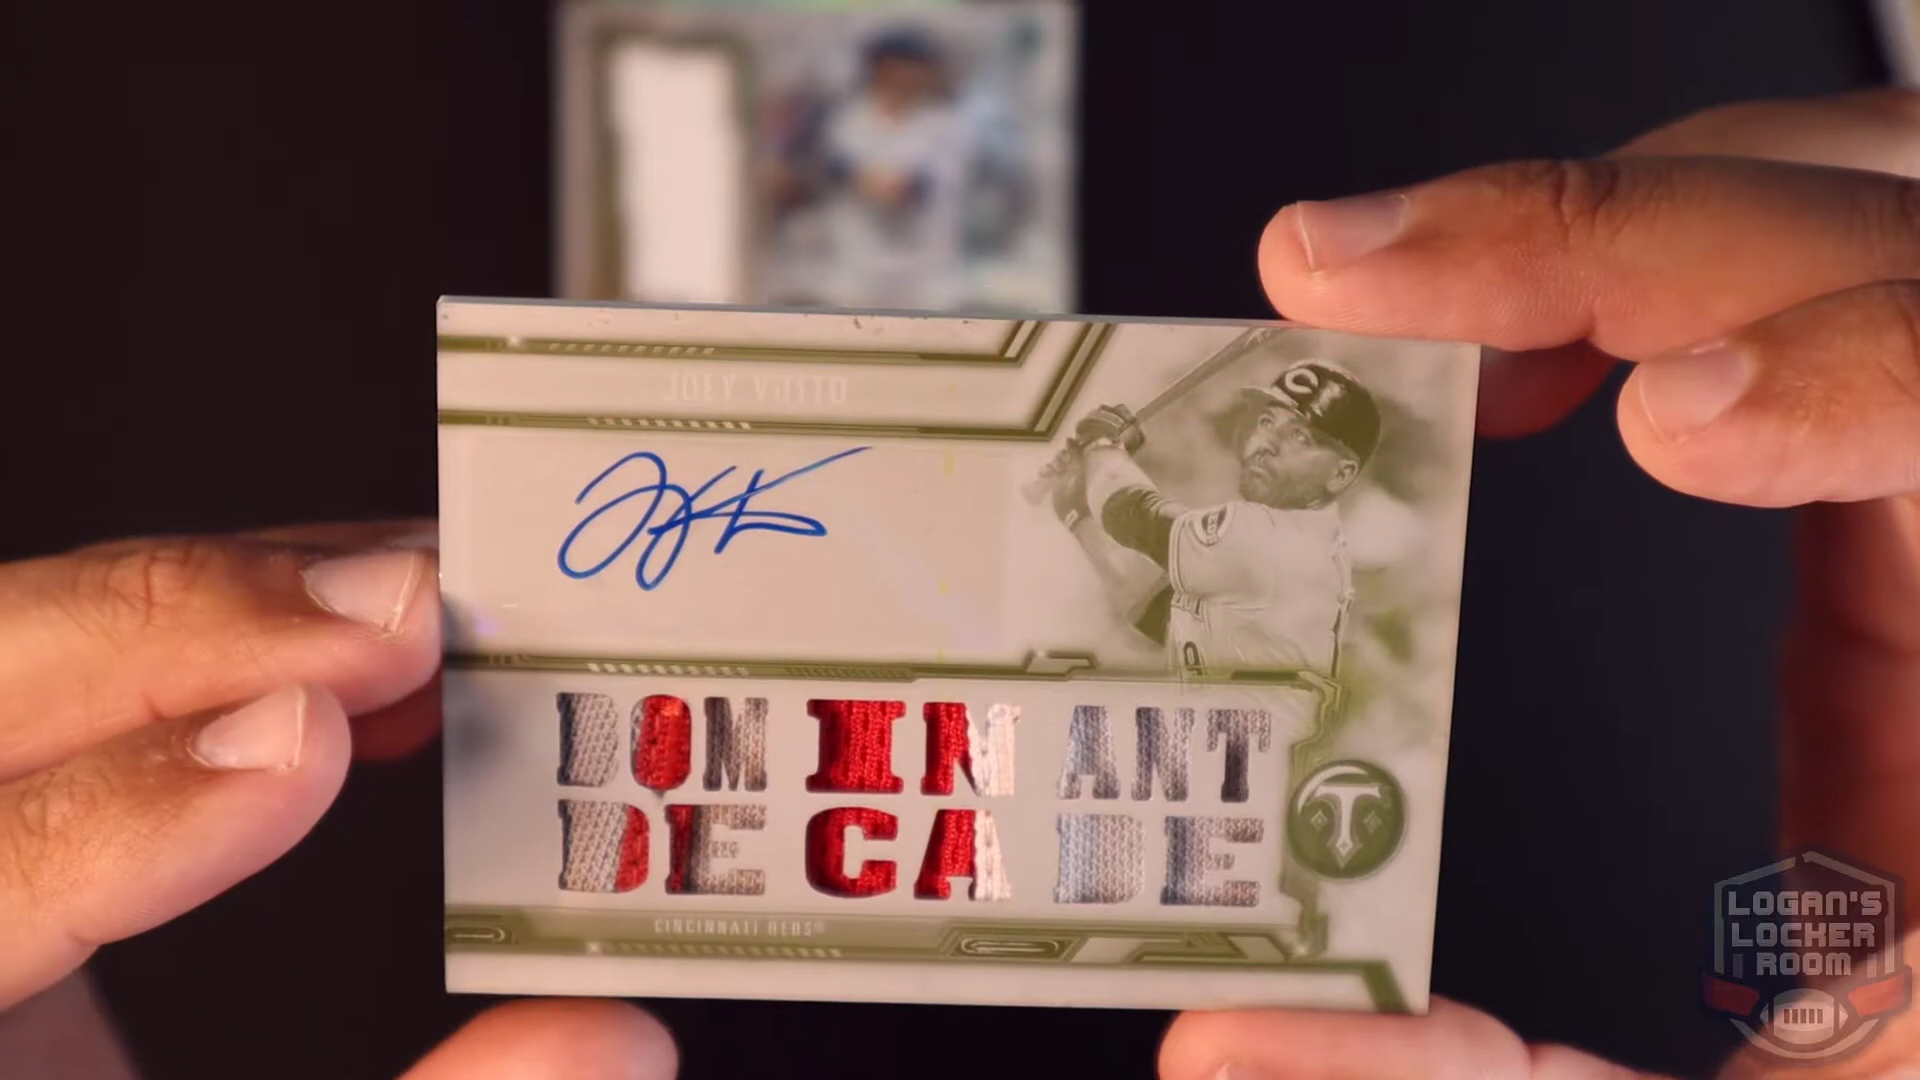 JOEY VOTTO
DOMINANT
DECADE
CINCINNATI REDS®
T
C
LOGAN'S
LOCKER
ROOM